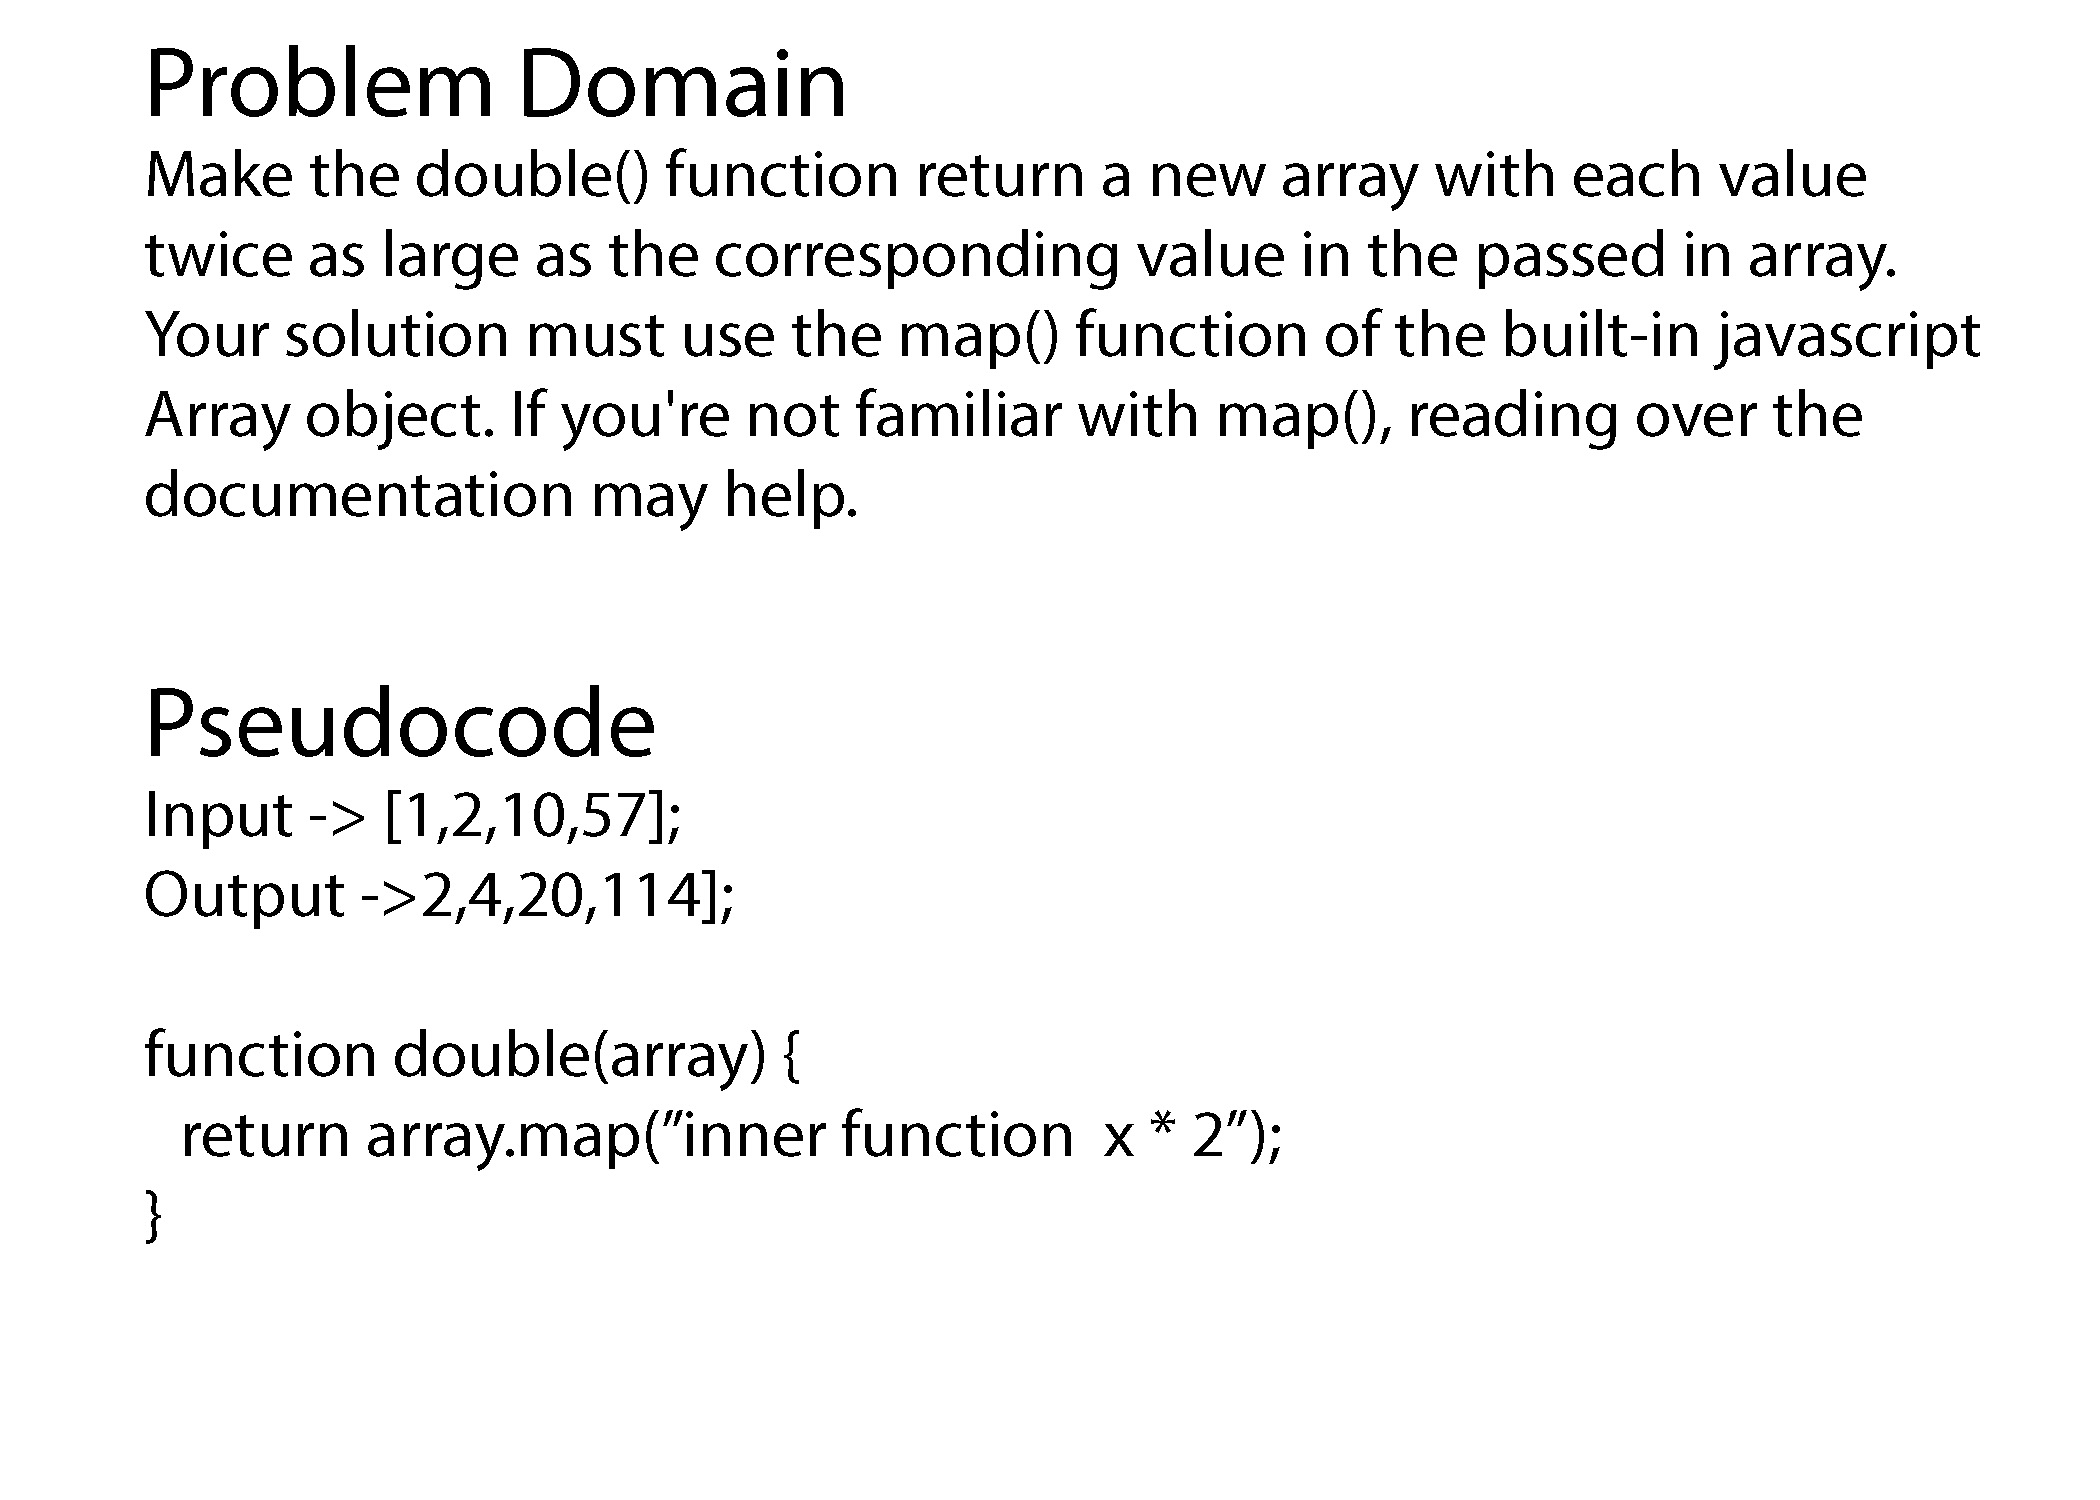 Problem Domain
Make the double() function return a new array with each value
twice as large as the corresponding value in the passed in array.
Your solution must use the map() function of the built-in javascript
Array object. If you're not familiar with map(), reading over the
documentation may help.
Pseudocode
Input -> [1,2,10,57];
Output ->2,4,20,114];
function double(array) {
return array.map("inner function  x * 2");
}